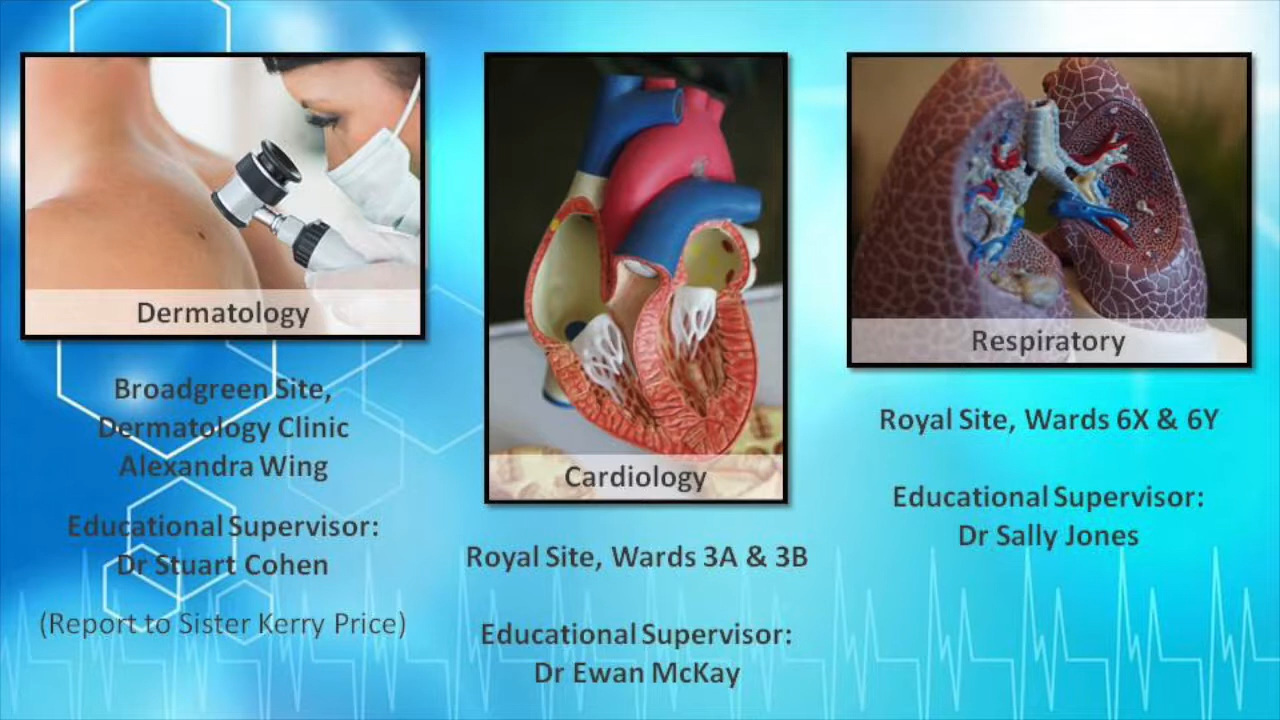 Dermatology
Broadgreen Site,
Dermatology Clinic
Alexandra Wing
Educational Supervisor:
Dr Stuart Cohen
(Report to Sister Kerry Price)
Cardiology
Royal Site, Wards 3A & 3B
Educational Supervisor:
Dr Ewan McKay
Respiratory
Royal Site, Wards 6X & 6Y
Educational Supervisor:
Dr Sally Jones